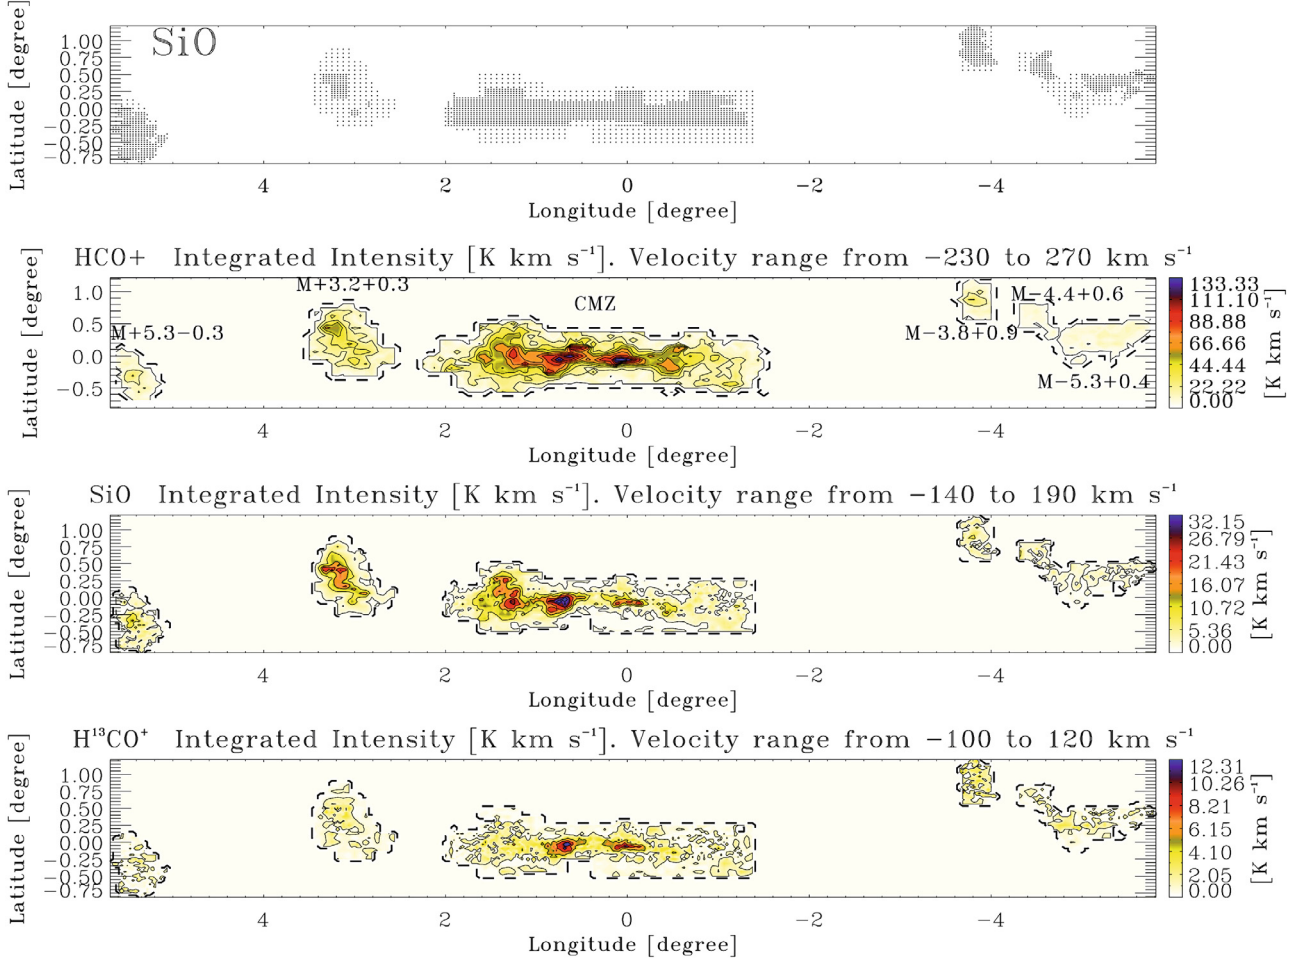 SiO
Latitude [degree]
1.00
0.75
0.50
0.25
0.00
−0.25
−0.50
−0.75
4 2 0 −2 −4
Longitude [degree]
HCO+ Integrated Intensity [K km s⁻¹]. Velocity range from −230 to 270 km s⁻¹
Latitude [degree]
1.0
0.5
0.0
−0.5
M+3.2+0.3
M+5.3−0.3
CMZ
M−4.4+0.6
M−3.8+0.9
M−5.3+0.4
133.33
111.10
88.88
66.66
44.44
22.22
0.00
[K km s⁻¹]
4 2 0 −2 −4
Longitude [degree]
SiO Integrated Intensity [K km s⁻¹]. Velocity range from −140 to 190 km s⁻¹
Latitude [degree]
1.00
0.75
0.50
0.25
0.00
−0.25
−0.50
−0.75
32.15
26.79
21.43
16.07
10.72
5.36
0.00
[K km s⁻¹]
4 2 0 −2 −4
Longitude [degree]
H¹³CO⁺ Integrated Intensity [K km s⁻¹]. Velocity range from −100 to 120 km s⁻¹
Latitude [degree]
1.00
0.75
0.50
0.25
0.00
−0.25
−0.50
−0.75
12.31
10.26
8.21
6.15
4.10
2.05
0.00
[K km s⁻¹]
4 2 0 −2 −4
Longitude [degree]